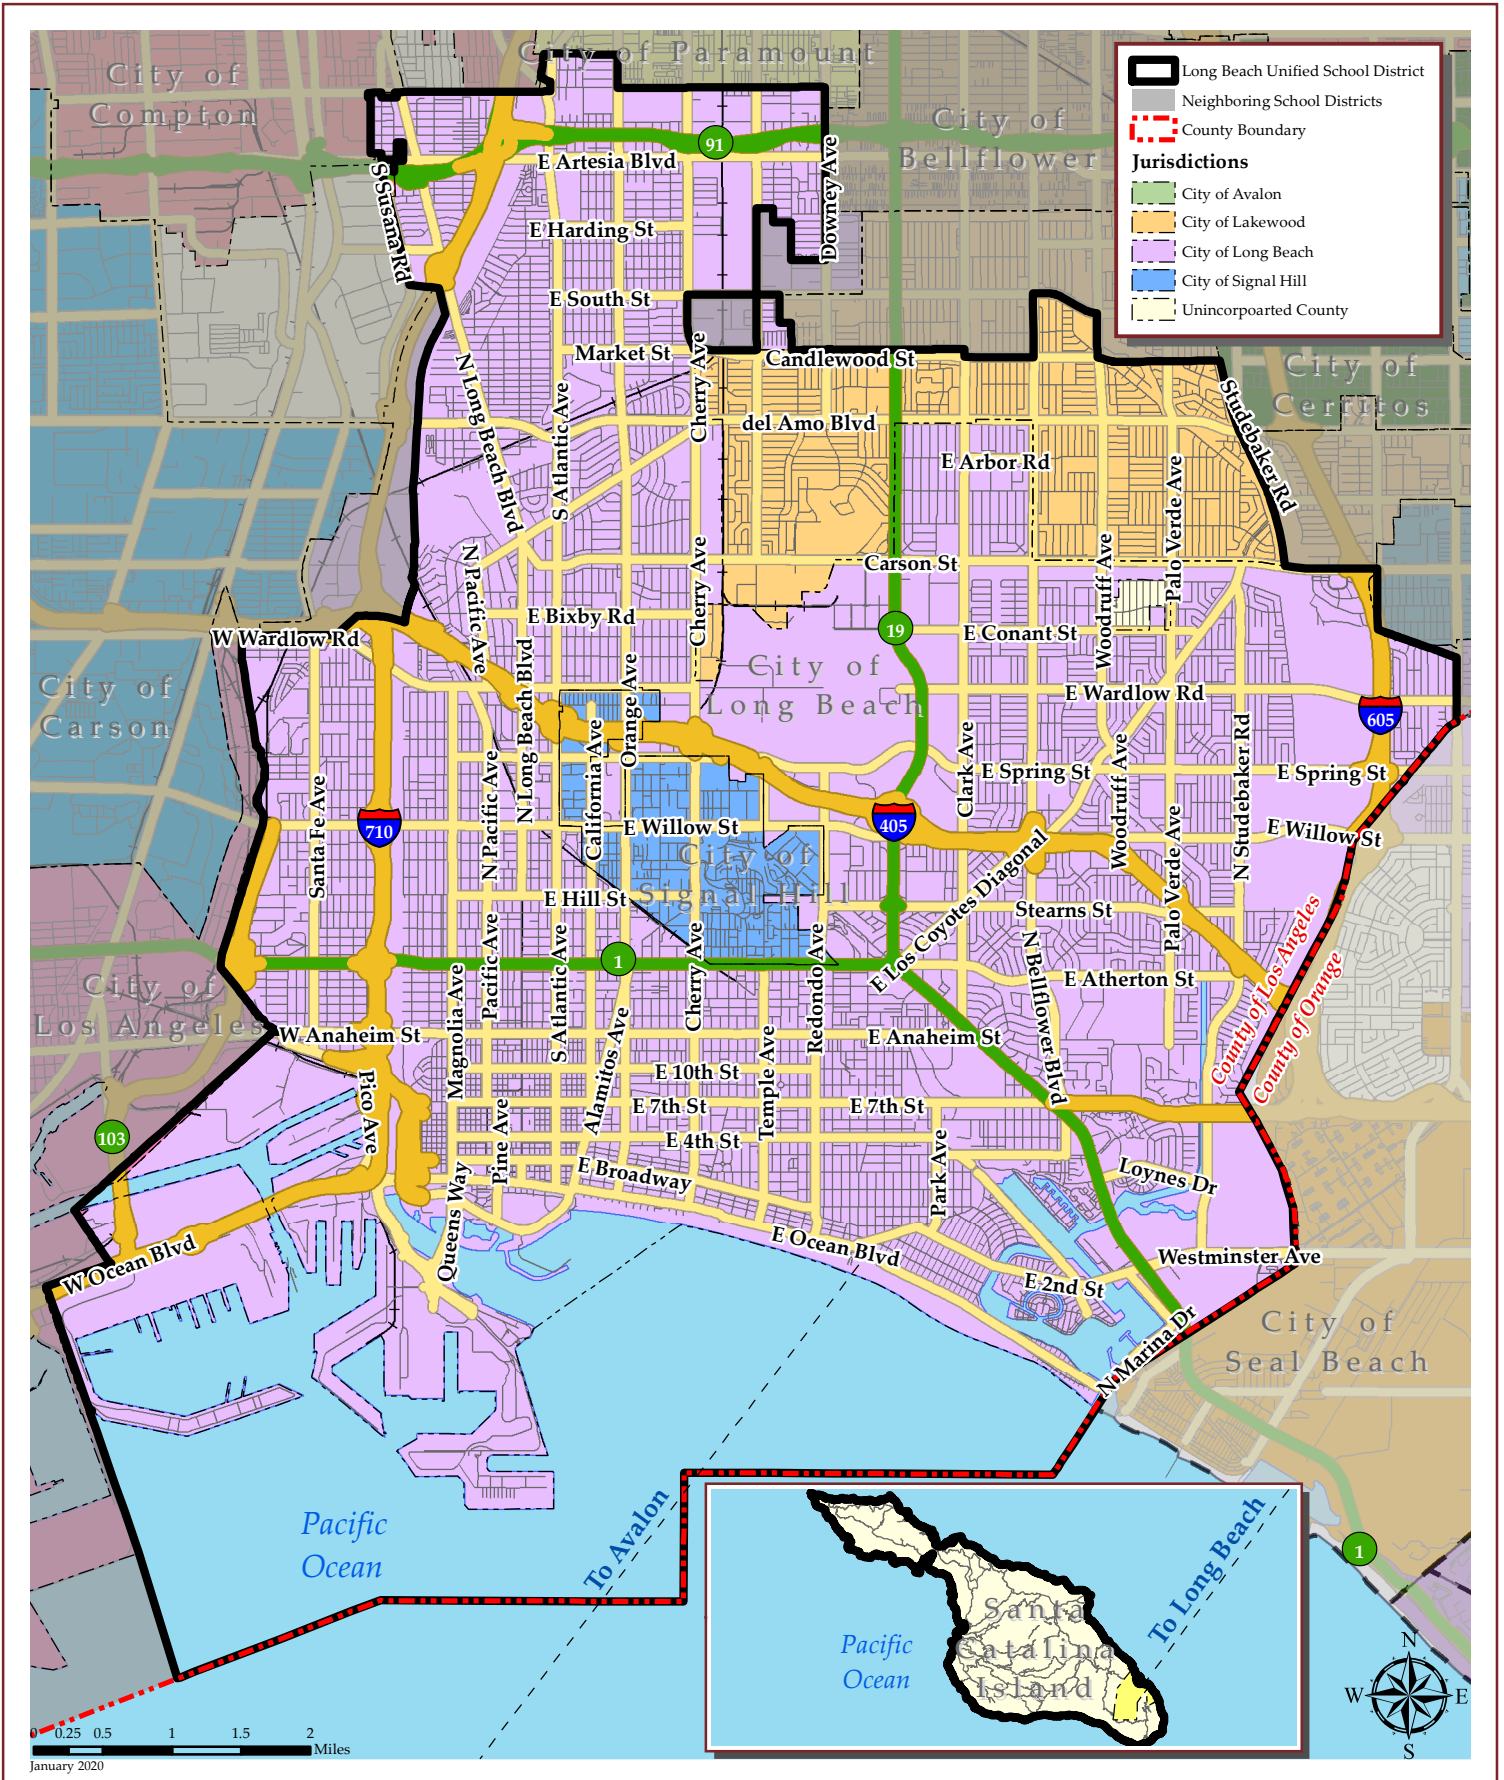 City of Paramount
City of
Compton
City of
Bellflower
Long Beach Unified School District
Neighboring School Districts
County Boundary
Jurisdictions
City of Avalon
City of Lakewood
City of Long Beach
City of Signal Hill
Unincorpoarted County
91
E Artesia Blvd
S Susana Rd
Downey Ave
E Harding St
E South St
Market St
Candlewood St
Cherry Ave
City of
Cerritos
N Long Beach Blvd
S Atlantic Ave
del Amo Blvd
E Arbor Rd
Studebaker Rd
Palo Verde Ave
N Pacific Ave
Cherry Ave
Carson St
Woodruff Ave
E Bixby Rd
19
E Conant St
W Wardlow Rd
City of
Long Beach
E Wardlow Rd
City of
Carson
N Long Beach Blvd
Orange Ave
605
California Ave
Clark Ave
N Studebaker Rd
N Pacific Ave
E Spring St
E Spring St
Woodruff Ave
Santa Fe Ave
710
405
E Willow St
E Willow St
City of
Signal Hill
Palo Verde Ave
E Los Coyotes Diagonal
E Hill St
Stearns St
County of Los Angeles
County of Orange
1
Pacific Ave
S Atlantic Ave
Cherry Ave
Redondo Ave
N Bellflower Blvd
E Atherton St
City of
Los Angeles
Magnolia Ave
W Anaheim St
Alamitos Ave
Temple Ave
E Anaheim St
E 10th St
Pico Ave
E 7th St
E 7th St
103
Pine Ave
E 4th St
Park Ave
E Broadway
Loynes Dr
Queens Way
W Ocean Blvd
E Ocean Blvd
Westminster Ave
E 2nd St
N Marina Dr
City of
Seal Beach
Pacific
Ocean
To Avalon
To Long Beach
1
Santa
Catalina
Island
Pacific
Ocean
N
W
E
S
0 0.25 0.5 1 1.5 2
Miles
January 2020